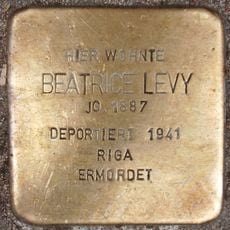 HIER WOHNTE
BEATRICE LEVY
JG. 1887
DEPORTIERT 1941
RIGA
ERMORDET